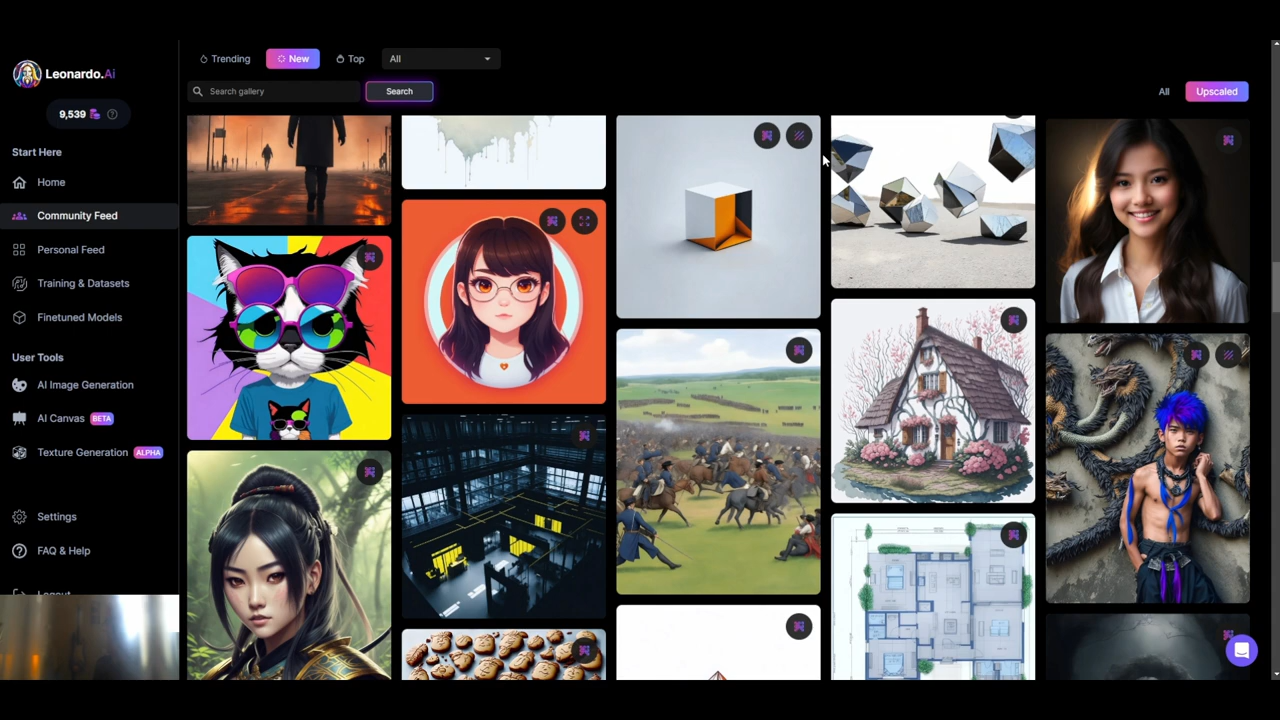 Leonardo.Ai
9,539
Start Here
Home
Community Feed
Personal Feed
Training & Datasets
Finetuned Models
User Tools
AI Image Generation
AI Canvas BETA
Texture Generation ALPHA
Settings
FAQ & Help
Logout
Trending New Top All
Search gallery Search
All Upscaled